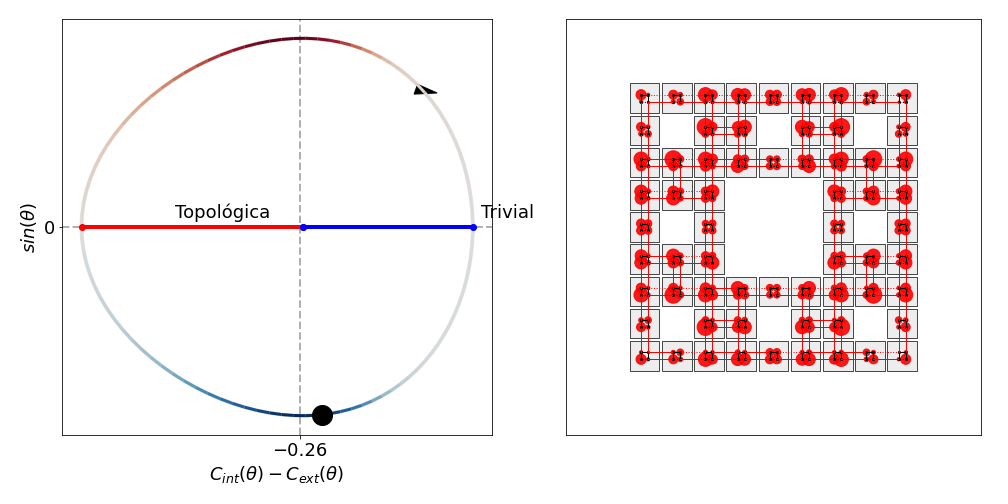 Topológica
Trivial
sin(θ)
0
−0.26
C_int(θ) − C_ext(θ)